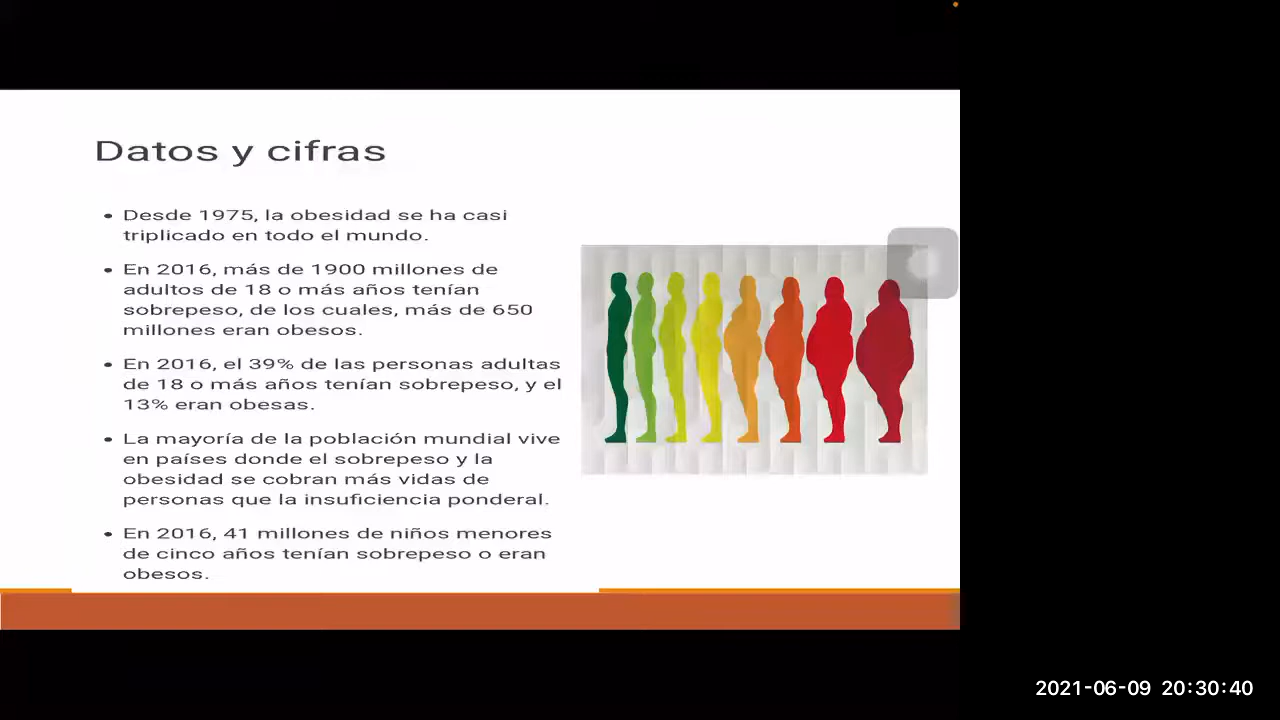 Datos y cifras
• Desde 1975, la obesidad se ha casi
triplicado en todo el mundo.
• En 2016, más de 1900 millones de
adultos de 18 o más años tenían
sobrepeso, de los cuales, más de 650
millones eran obesos.
• En 2016, el 39% de las personas adultas
de 18 o más años tenían sobrepeso, y el
13% eran obesas.
• La mayoría de la población mundial vive
en países donde el sobrepeso y la
obesidad se cobran más vidas de
personas que la insuficiencia ponderal.
• En 2016, 41 millones de niños menores
de cinco años tenían sobrepeso o eran
obesos.
2021-06-09 20:30:40